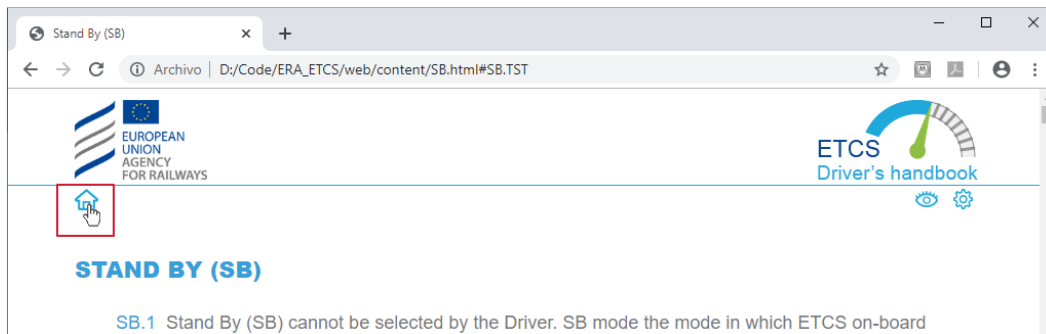 Stand By (SB)
Archivo | D:/Code/ERA_ETCS/web/content/SB.html#SB.TST
EUROPEAN
UNION
AGENCY
FOR RAILWAYS
ETCS
Driver's handbook
STAND BY (SB)
SB.1 Stand By (SB) cannot be selected by the Driver. SB mode the mode in which ETCS on-board